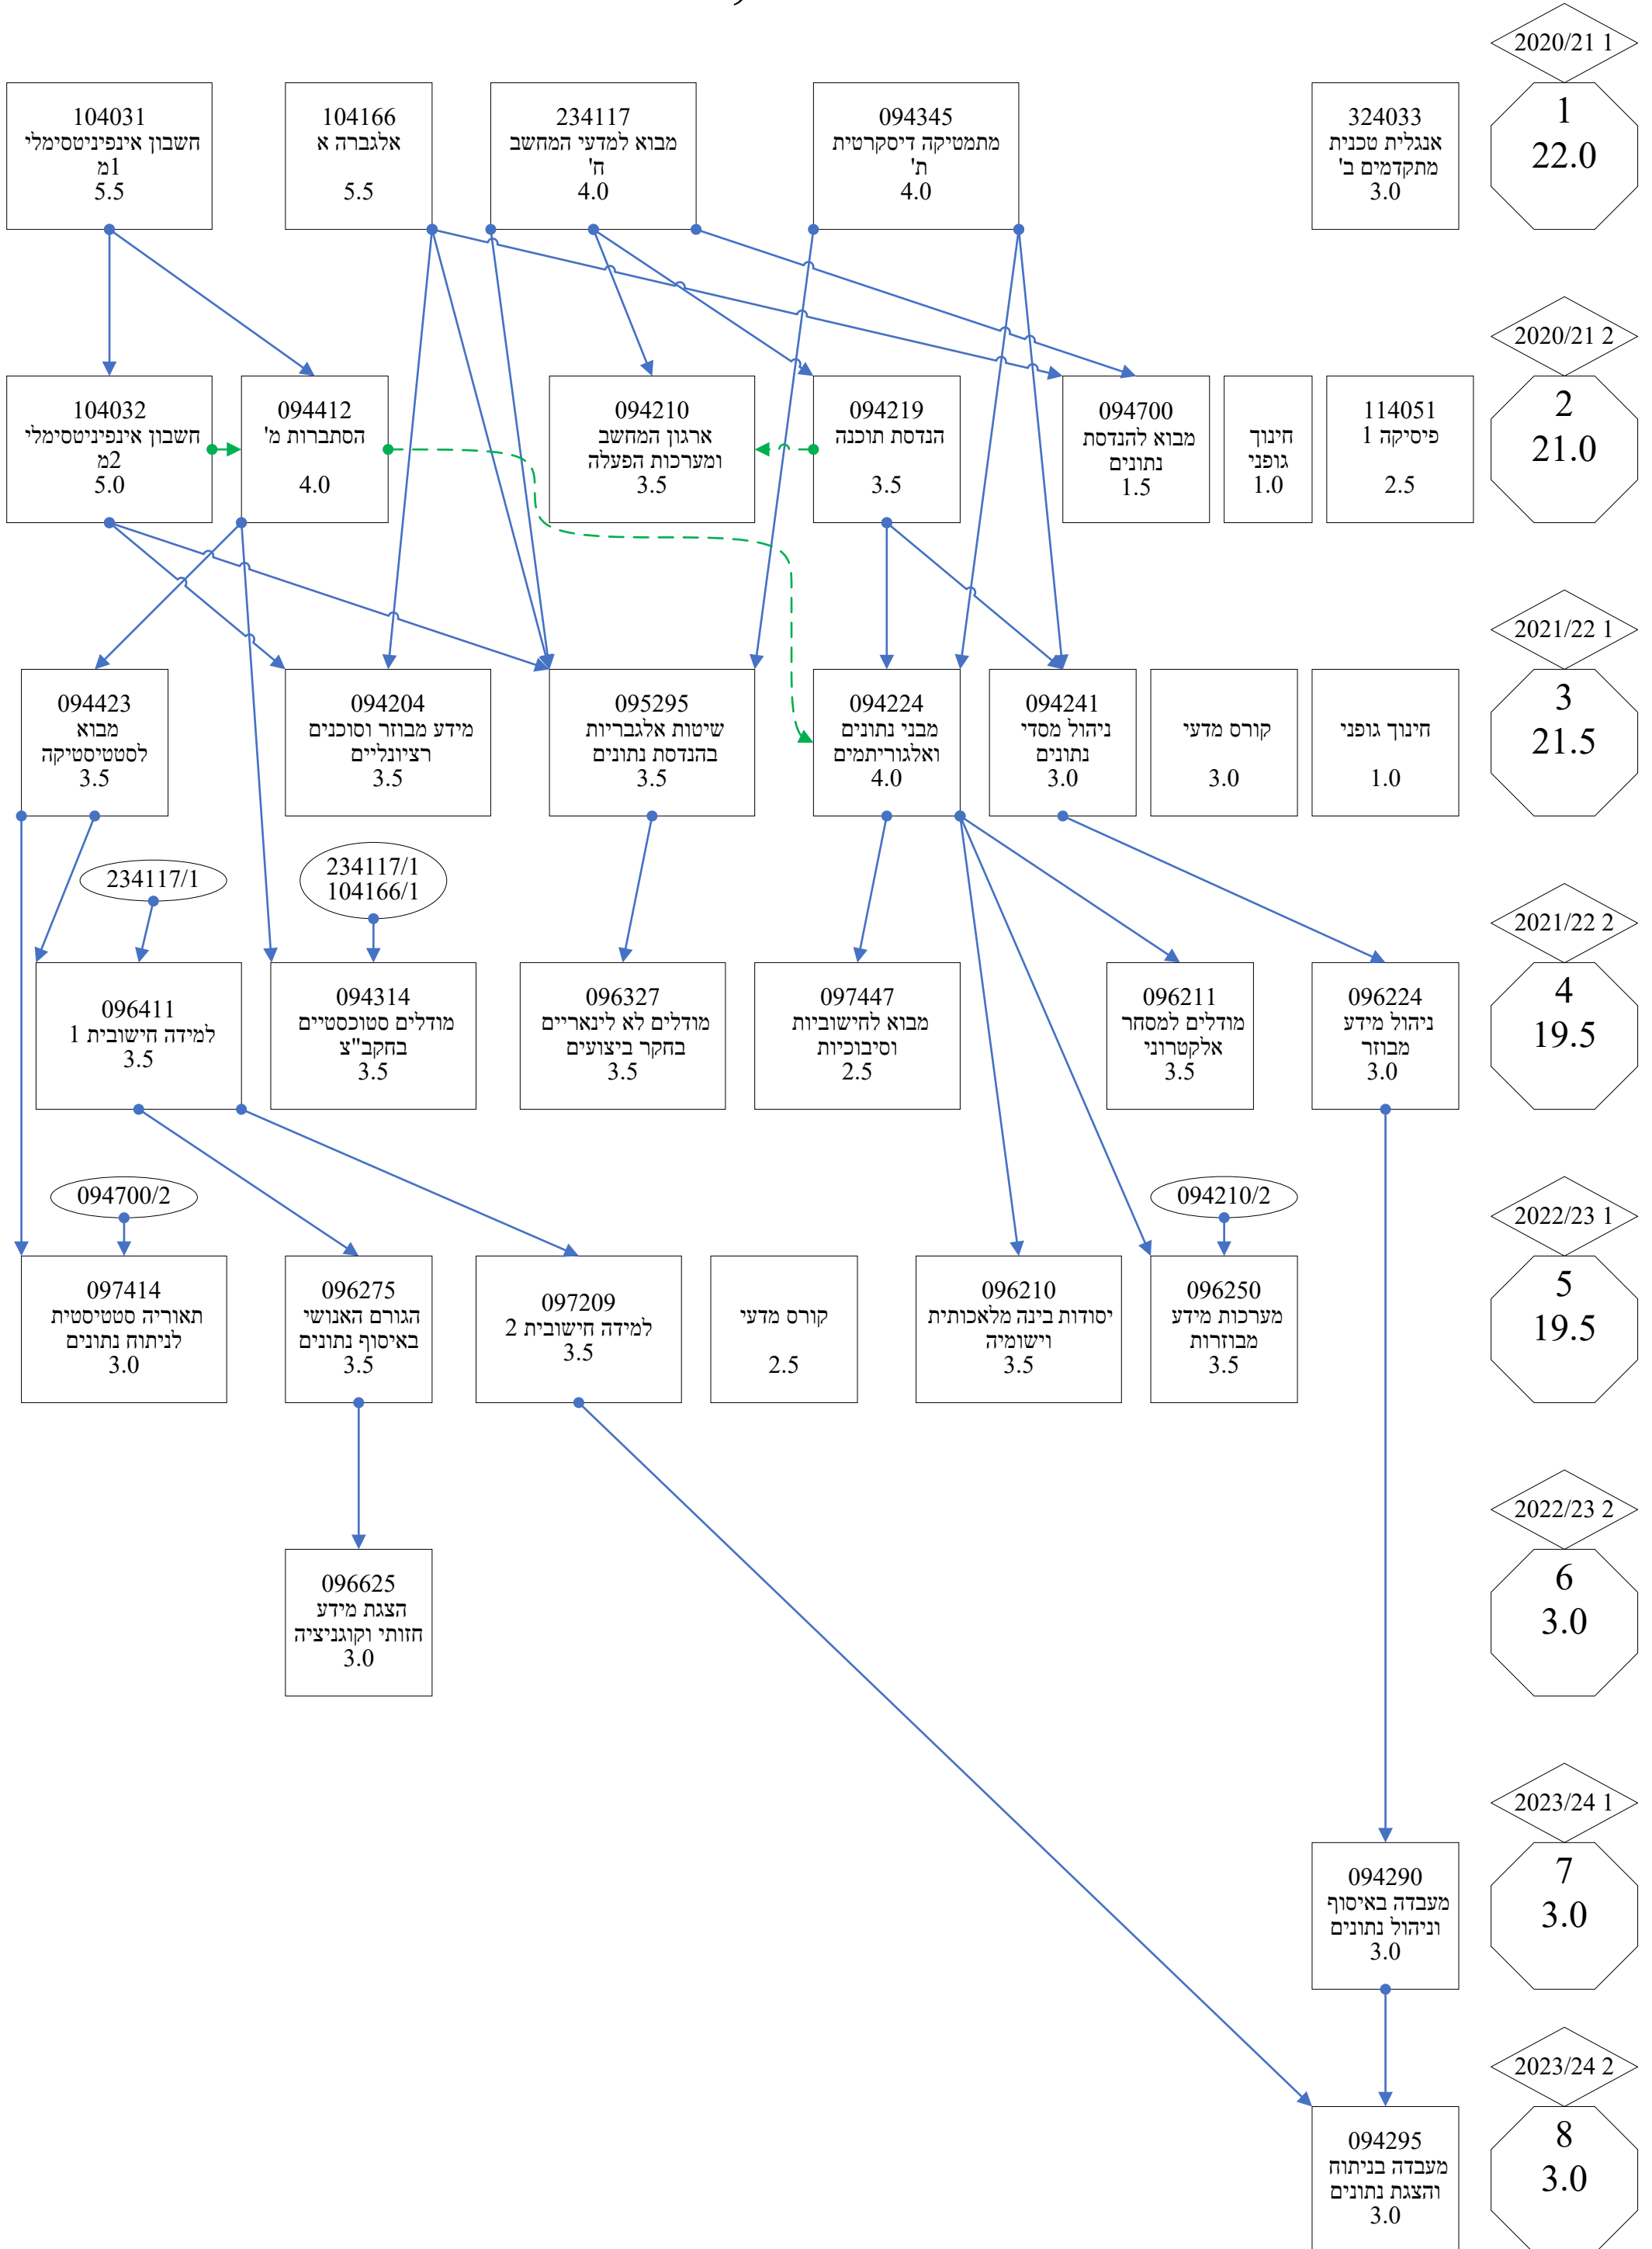 2020/21 1
104031
חשבון אינפיניטסימלי
1מ
5.5
104166
אלגברה א
5.5
234117
מבוא למדעי המחשב
ח'
4.0
094345
מתמטיקה דיסקרטית
ת'
4.0
324033
אנגלית טכנית
מתקדמים ב'
3.0
1
22.0
2020/21 2
104032
חשבון אינפיניטסימלי
2מ
5.0
094412
הסתברות מ'
4.0
094210
ארגון המחשב
ומערכות הפעלה
3.5
094219
הנדסת תוכנה
3.5
094700
מבוא להנדסת
נתונים
1.5
חינוך
גופני
1.0
114051
פיסיקה 1
2.5
2
21.0
2021/22 1
094423
מבוא
לסטטיסטיקה
3.5
094204
מידע מבוזר וסוכנים
רציונליים
3.5
095295
שיטות אלגבריות
בהנדסת נתונים
3.5
094224
מבני נתונים
ואלגוריתמים
4.0
094241
ניהול מסדי
נתונים
3.0
קורס מדעי
3.0
חינוך גופני
1.0
3
21.5
234117/1
234117/1
104166/1
2021/22 2
096411
למידה חישובית 1
3.5
094314
מודלים סטוכסטיים
בחקב"צ
3.5
096327
מודלים לא לינאריים
בחקר ביצועים
3.5
097447
מבוא לחישוביות
וסיבוכיות
2.5
096211
מודלים למסחר
אלקטרוני
3.5
096224
ניהול מידע
מבוזר
3.0
4
19.5
094700/2
094210/2
2022/23 1
097414
תאוריה סטטיסטית
לניתוח נתונים
3.0
096275
הגורם האנושי
באיסוף נתונים
3.5
097209
למידה חישובית 2
3.5
קורס מדעי
2.5
096210
יסודות בינה מלאכותית
וישומיה
3.5
096250
מערכות מידע
מבוזרות
3.5
5
19.5
2022/23 2
096625
הצגת מידע
חזותי וקוגניציה
3.0
6
3.0
2023/24 1
094290
מעבדה באיסוף
וניהול נתונים
3.0
7
3.0
2023/24 2
094295
מעבדה בניתוח
והצגת נתונים
3.0
8
3.0